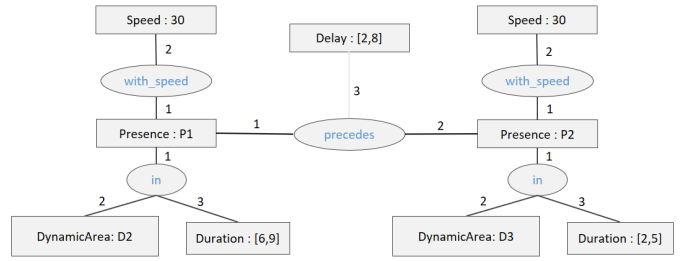 Speed : 30
Speed : 30
Delay : [2,8]
2
2
with_speed
with_speed
3
1
1
Presence : P1
1
precedes
2
Presence : P2
1
1
in
in
2
3
2
3
DynamicArea: D2
Duration : [6,9]
DynamicArea: D3
Duration : [2,5]